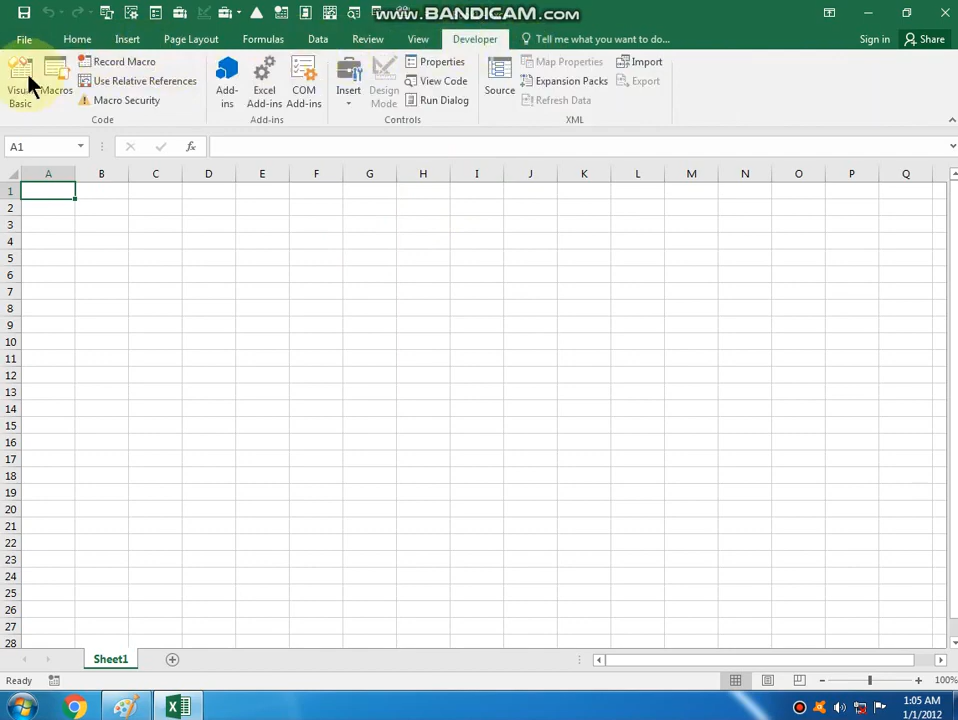 www.BANDICAM.com
File Home Insert Page Layout Formulas Data Review View Developer Tell me what you want to do... Sign in Share
Visual Basic
Macros
Record Macro
Use Relative References
Macro Security
Code
Add-ins
Excel Add-ins
COM Add-ins
Add-ins
Insert
Design Mode
Properties
View Code
Run Dialog
Controls
Source
Map Properties
Expansion Packs
Refresh Data
Import
Export
XML
A1 fx
A B C D E F G H I J K L M N O P Q
1
2
3
4
5
6
7
8
9
10
11
12
13
14
15
16
17
18
19
20
21
22
23
24
25
26
27
28
Sheet1
Ready 100%
1:05 AM
1/1/2012